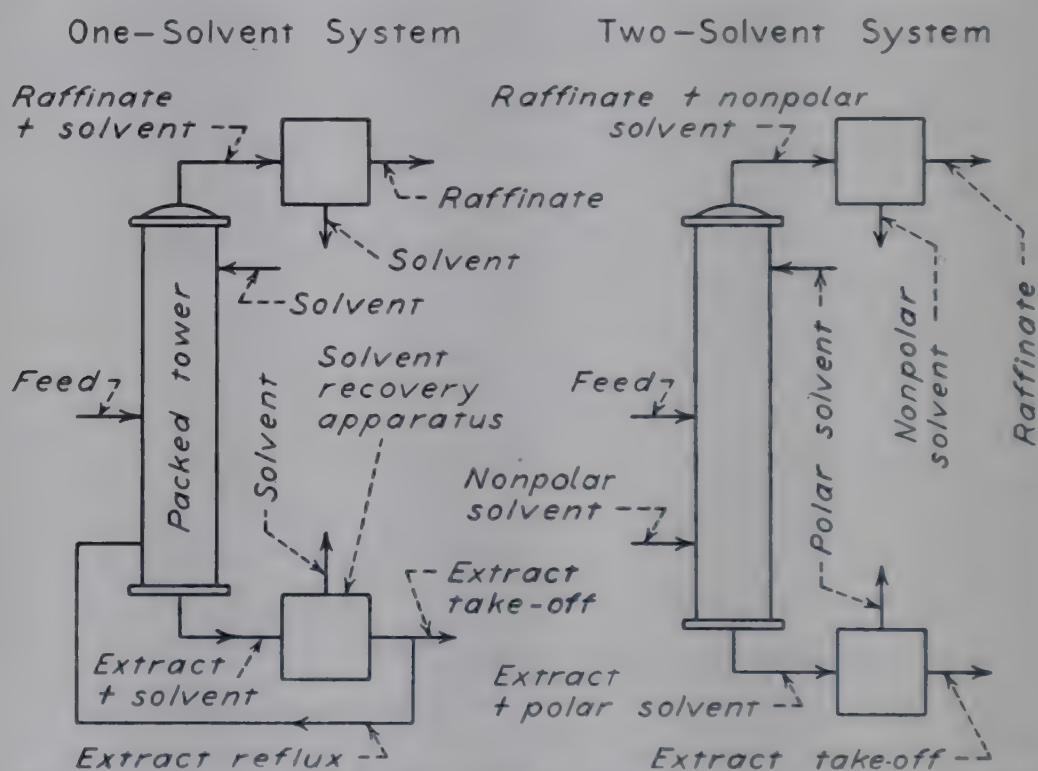 One-Solvent System
Raffinate
+ solvent
Raffinate
Solvent
Solvent
Packed tower
Feed
Solvent
Solvent
recovery
apparatus
Extract
take-off
Extract
+ solvent
Extract reflux
Two-Solvent System
Raffinate + nonpolar
solvent
Feed
Nonpolar
solvent
Polar solvent
Nonpolar
solvent
Raffinate
Extract
+ polar solvent
Extract take-off